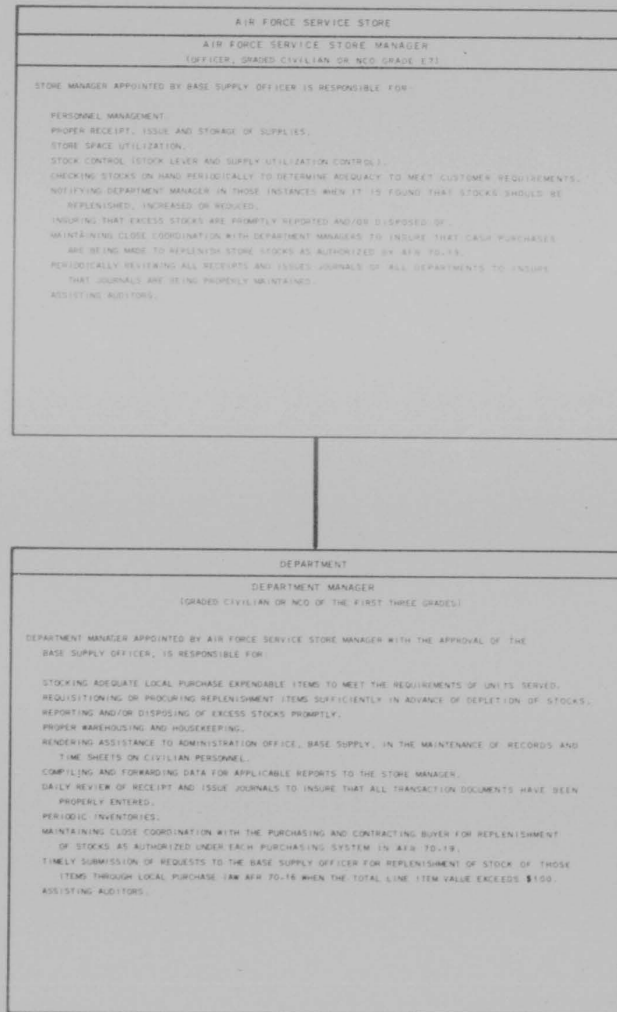 AIR FORCE SERVICE STORE
AIR FORCE SERVICE STORE MANAGER
(OFFICER, GRADED CIVILIAN OR NCO GRADE E7)
STORE MANAGER APPOINTED BY BASE SUPPLY OFFICER IS RESPONSIBLE FOR
PERSONNEL MANAGEMENT.
PROPER RECEIPT, ISSUE AND STORAGE OF SUPPLIES.
STORE SPACE UTILIZATION.
STOCK CONTROL (STOCK LEVER AND SUPPLY UTILIZATION CONTROL).
CHECKING STOCKS ON HAND PERIODICALLY TO DETERMINE ADEQUACY TO MEET CUSTOMER REQUIREMENTS.
NOTIFYING DEPARTMENT MANAGER IN THOSE INSTANCES WHEN IT IS FOUND THAT STOCKS SHOULD BE
REPLENISHED, INCREASED OR REDUCED.
INSURING THAT EXCESS STOCKS ARE PROMPTLY REPORTED AND/OR DISPOSED OF.
MAINTAINING CLOSE COORDINATION WITH DEPARTMENT MANAGERS TO INSURE THAT CASH PURCHASES
ARE BEING MADE TO REPLENISH STORE STOCKS AS AUTHORIZED BY AFR 70-19.
PERIODICALLY REVIEWING ALL RECEIPTS AND ISSUES JOURNALS OF ALL DEPARTMENTS TO INSURE
THAT JOURNALS ARE BEING PROPERLY MAINTAINED.
ASSISTING AUDITORS.
DEPARTMENT
DEPARTMENT MANAGER
(GRADED CIVILIAN OR NCO OF THE FIRST THREE GRADES)
DEPARTMENT MANAGER APPOINTED BY AIR FORCE SERVICE STORE MANAGER WITH THE APPROVAL OF THE
BASE SUPPLY OFFICER, IS RESPONSIBLE FOR
STOCKING ADEQUATE LOCAL PURCHASE EXPENDABLE ITEMS TO MEET THE REQUIREMENTS OF UNITS SERVED.
REQUISITIONING OR PROCURING REPLENISHMENT ITEMS SUFFICIENTLY IN ADVANCE OF DEPLETION OF STOCKS.
REPORTING AND/OR DISPOSING OF EXCESS STOCKS PROMPTLY.
PROPER WAREHOUSING AND HOUSEKEEPING.
RENDERING ASSISTANCE TO ADMINISTRATION OFFICE, BASE SUPPLY, IN THE MAINTENANCE OF RECORDS AND
TIME SHEETS ON CIVILIAN PERSONNEL.
COMPILING AND FORWARDING DATA FOR APPLICABLE REPORTS TO THE STORE MANAGER.
DAILY REVIEW OF RECEIPT AND ISSUE JOURNALS TO INSURE THAT ALL TRANSACTION DOCUMENTS HAVE BEEN
PROPERLY ENTERED.
PERIODIC INVENTORIES.
MAINTAINING CLOSE COORDINATION WITH THE PURCHASING AND CONTRACTING BUYER FOR REPLENISHMENT
OF STOCKS AS AUTHORIZED UNDER EACH PURCHASING SYSTEM IN AFR 70-19.
TIMELY SUBMISSION OF REQUESTS TO THE BASE SUPPLY OFFICER FOR REPLENISHMENT OF STOCK OF THOSE
ITEMS THROUGH LOCAL PURCHASE IAW AFR 70-16 WHEN THE TOTAL LINE ITEM VALUE EXCEEDS $100.
ASSISTING AUDITORS.